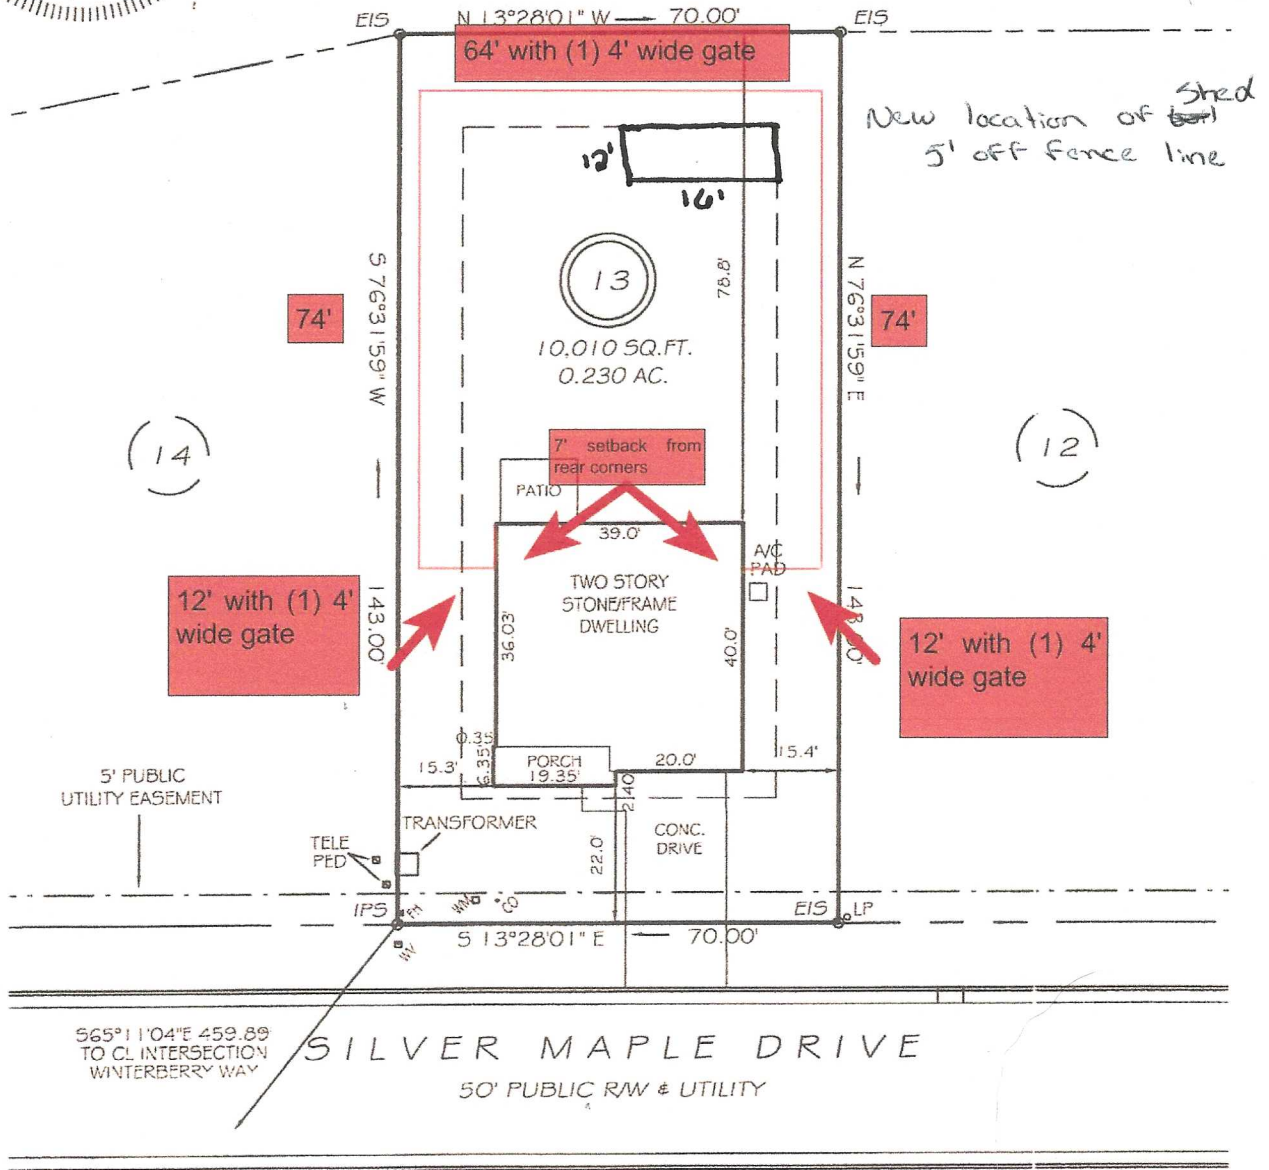 EIS
N 13°28'01" W
70.00'
EIS
64' with (1) 4' wide gate
New location of Shed
5' off fence line
12'
16'
13
10,010 SQ.FT.
0.230 AC.
78.8'
S 76°31'59" W
143.00'
N 76°31'59" E
143.00'
74'
74'
14
12
7' setback from
rear corners
PATIO
39.0'
A/C
PAD
TWO STORY
STONE/FRAME
DWELLING
36.03'
40.0'
12' with (1) 4'
wide gate
12' with (1) 4'
wide gate
0.35
6.35'
PORCH
19.35'
20.0'
15.3'
15.4'
2.40
22.0'
CONC.
DRIVE
5' PUBLIC
UTILITY EASEMENT
TRANSFORMER
TELE
PED
IPS
FH
WM
CO
EIS
LP
WV
S 13°28'01" E
70.00'
S65°11'04"E 459.89
TO CL INTERSECTION
WINTERBERRY WAY
SILVER MAPLE DRIVE
50' PUBLIC R/W & UTILITY